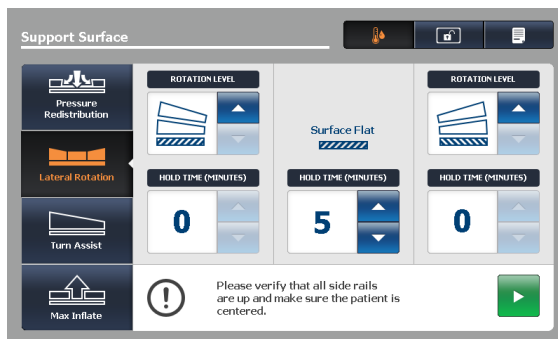 Support Surface
Pressure
Redistribution
Lateral Rotation
Turn Assist
Max Inflate
ROTATION LEVEL
HOLD TIME (MINUTES)
0
Surface Flat
HOLD TIME (MINUTES)
5
ROTATION LEVEL
HOLD TIME (MINUTES)
0
Please verify that all side rails
are up and make sure the patient is
centered.